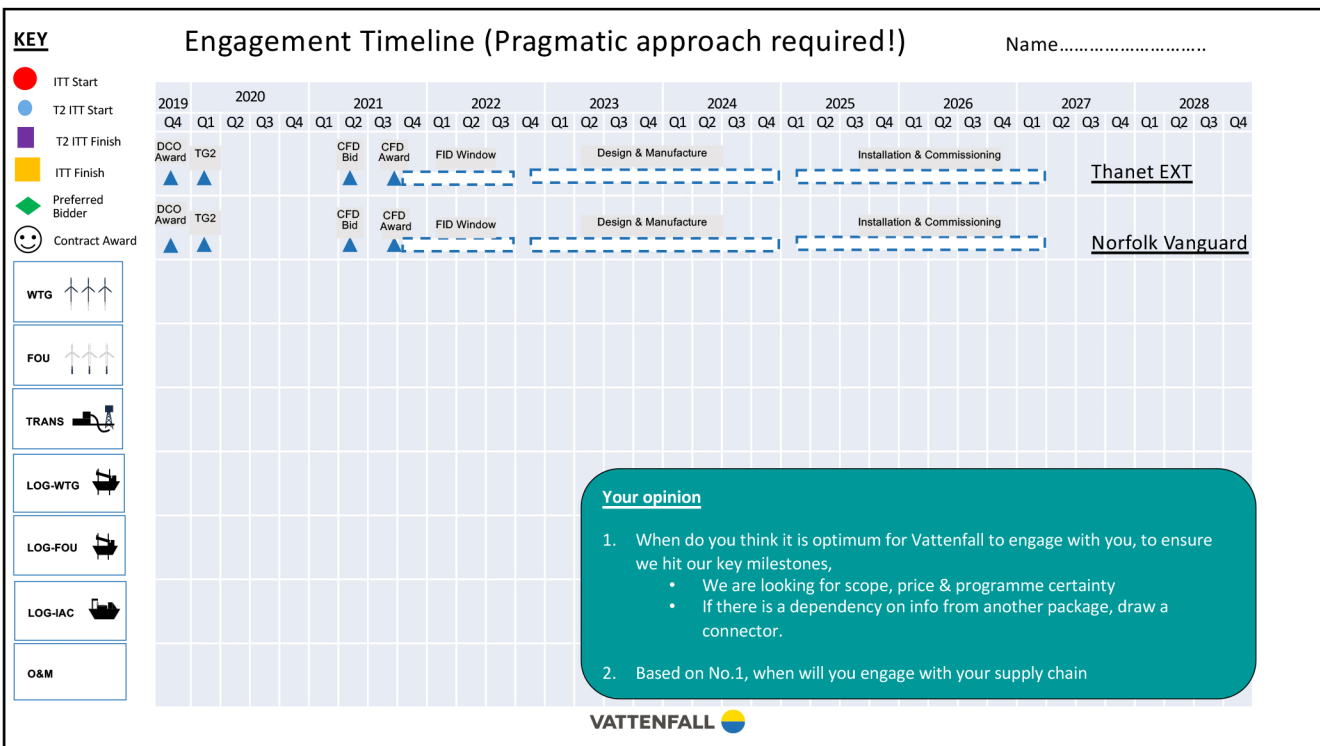 KEY
Engagement Timeline (Pragmatic approach required!)
Name………………………..
ITT Start
T2 ITT Start
T2 ITT Finish
ITT Finish
Preferred
Bidder
Contract Award
2019 2020 2021 2022 2023 2024 2025 2026 2027 2028
Q4 Q1 Q2 Q3 Q4 Q1 Q2 Q3 Q4 Q1 Q2 Q3 Q4 Q1 Q2 Q3 Q4 Q1 Q2 Q3 Q4 Q1 Q2 Q3 Q4 Q1 Q2 Q3 Q4 Q1 Q2 Q3 Q4 Q1 Q2 Q3 Q4
DCO
Award
TG2
CFD
Bid
CFD
Award
FID Window
Design & Manufacture
Installation & Commissioning
Thanet EXT
DCO
Award
TG2
CFD
Bid
CFD
Award
FID Window
Design & Manufacture
Installation & Commissioning
Norfolk Vanguard
WTG
FOU
TRANS
LOG-WTG
LOG-FOU
LOG-IAC
O&M
Your opinion
1. When do you think it is optimum for Vattenfall to engage with you, to ensure
we hit our key milestones,
• We are looking for scope, price & programme certainty
• If there is a dependency on info from another package, draw a
connector.
2. Based on No.1, when will you engage with your supply chain
VATTENFALL